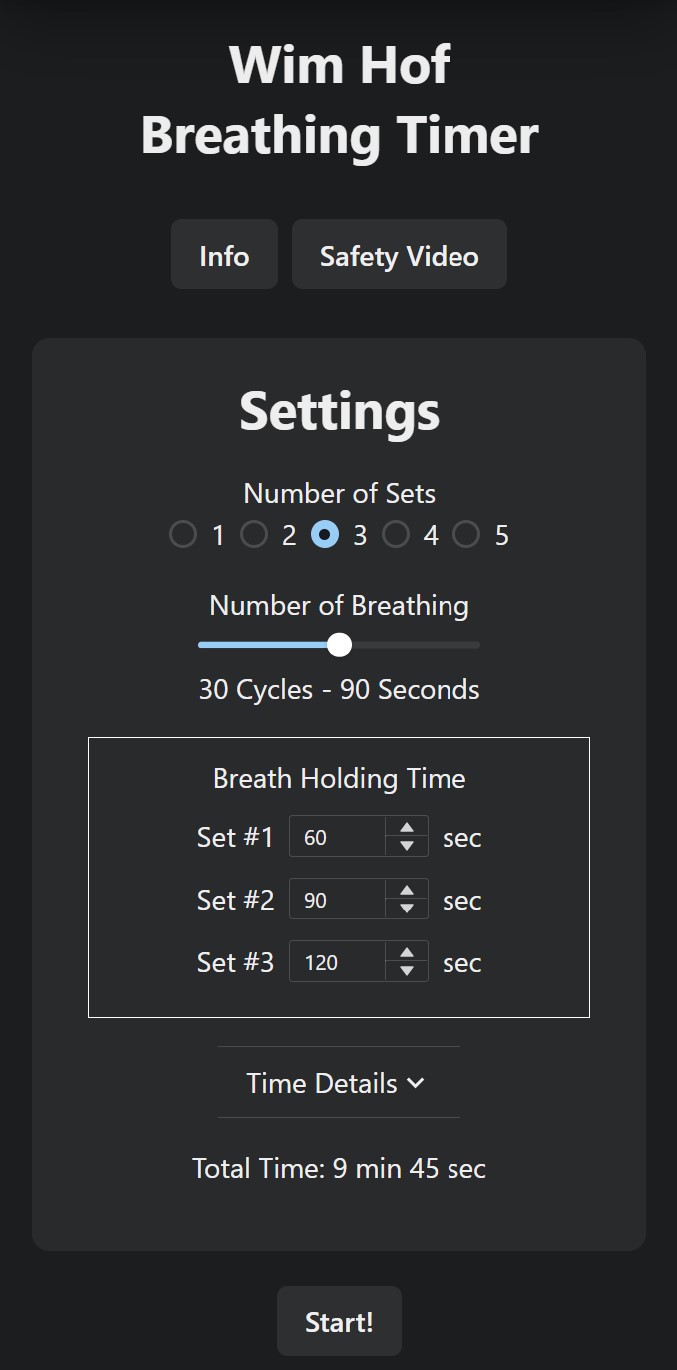 Wim Hof
Breathing Timer
Info Safety Video
Settings
Number of Sets
1 2 3 4 5
Number of Breathing
30 Cycles - 90 Seconds
Breath Holding Time
Set #1 60 sec
Set #2 90 sec
Set #3 120 sec
Time Details
Total Time: 9 min 45 sec
Start!